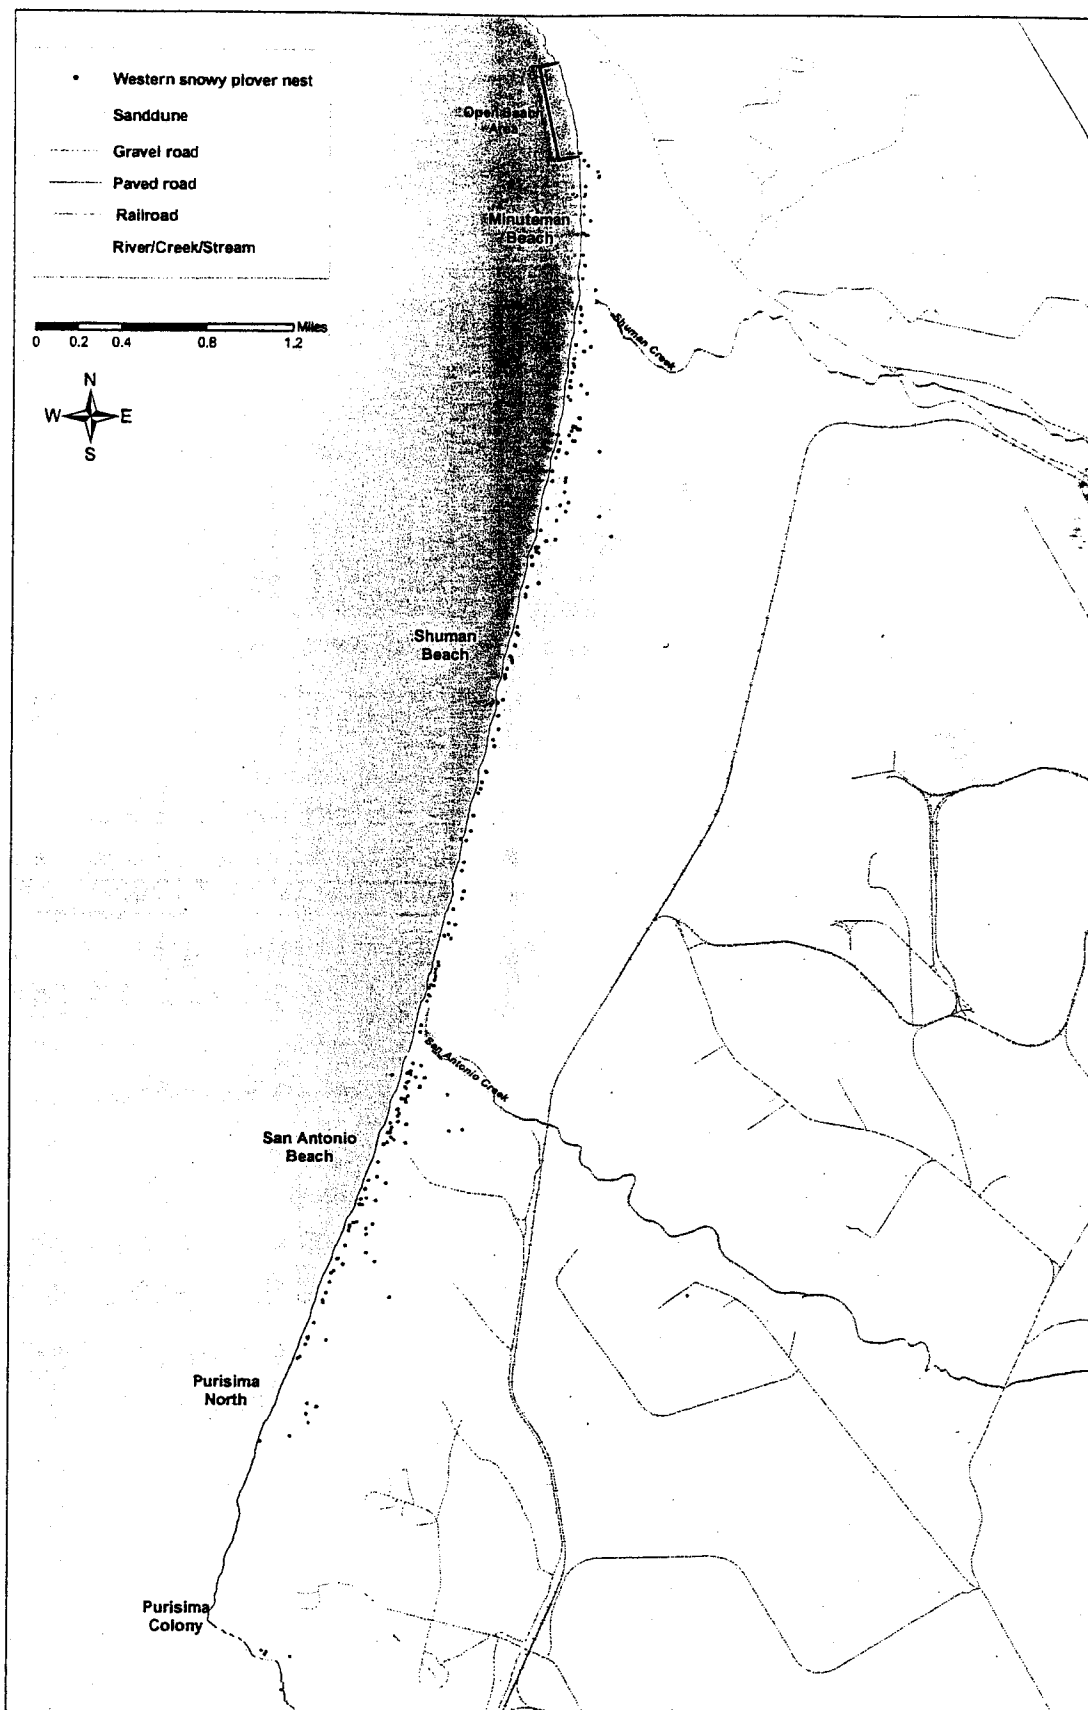 Western snowy plover nest
Sanddune
Gravel road
Paved road
Railroad
River/Creek/Stream
Miles
0 0.2 0.4 0.8 1.2
N
W E
S
Open Beach
Area
Minuteman
Beach
Shuman Creek
Shuman
Beach
San Antonio Creek
San Antonio
Beach
Purisima
North
Purisima
Colony